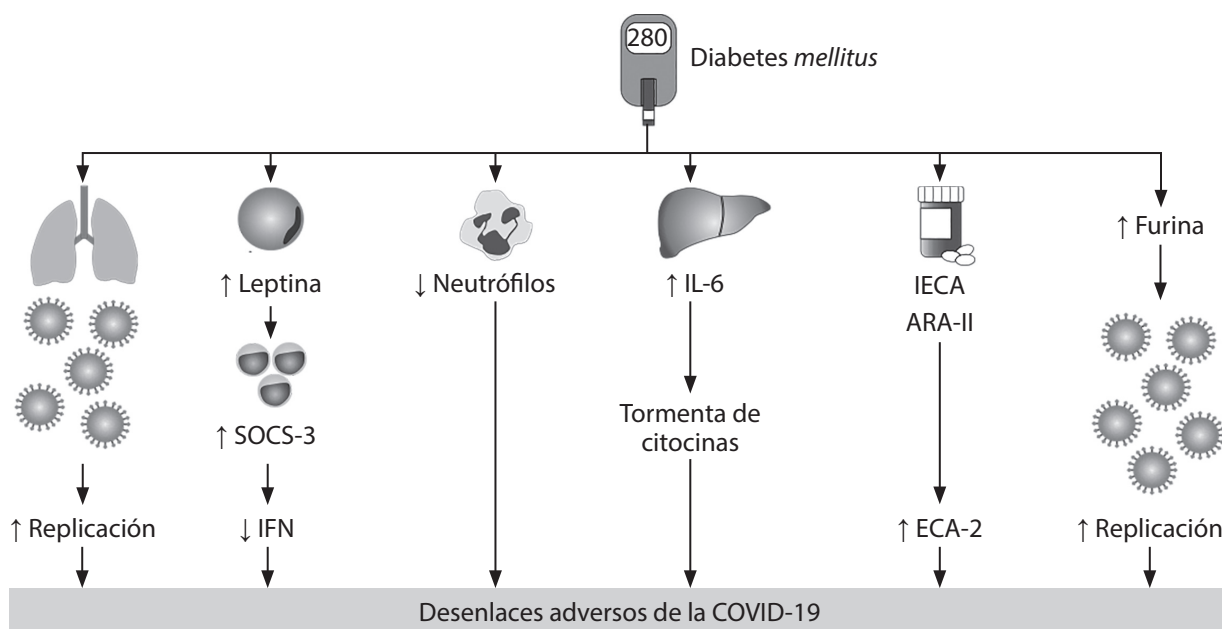 280
Diabetes mellitus
↑ Leptina
↑ SOCS-3
↓ IFN
↑ Replicación
↓ Neutrófilos
↑ IL-6
Tormenta de
citocinas
IECA
ARA-II
↑ ECA-2
↑ Furina
↑ Replicación
Desenlaces adversos de la COVID-19